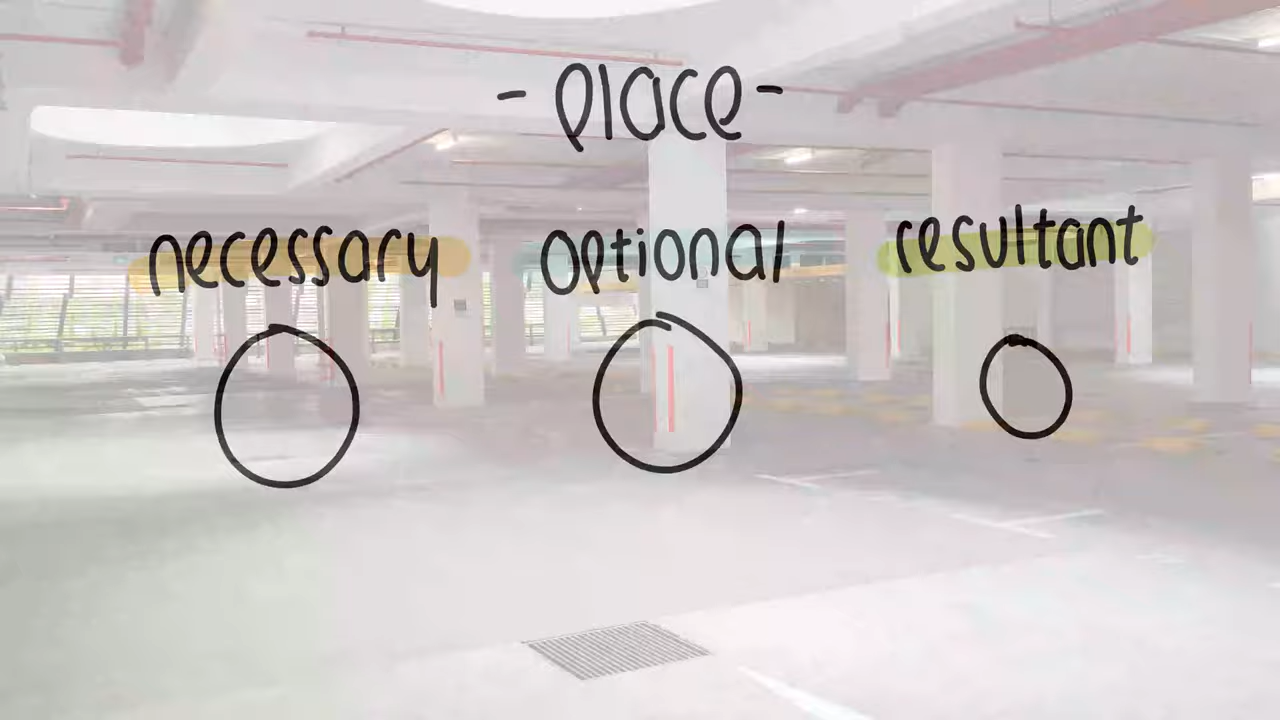 - place -
necessary optional resultant